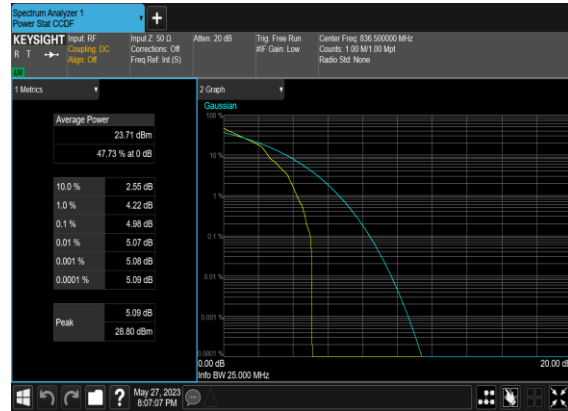 Spectrum Analyzer 1
Power Stat CCDF
KEYSIGHT
R T
LXI
Input: RF
Coupling: DC
Align: Off
Input Z: 50 Ω
Corrections: Off
Freq Ref: Int (S)
Atten: 20 dB
Trig: Free Run
#IF Gain: Low
Center Freq: 836.500000 MHz
Counts: 1.00 M/1.00 Mpt
Radio Std: None
1 Metrics
Average Power
23.71 dBm
47.73 % at 0 dB
10.0 % 2.55 dB
1.0 % 4.22 dB
0.1 % 4.98 dB
0.01 % 5.07 dB
0.001 % 5.08 dB
0.0001 % 5.09 dB
Peak
5.09 dB
28.80 dBm
2 Graph
Gaussian
100 %
10 %
1 %
0.1 %
0.01 %
0.001 %
0.0001 %
0.00 dB
20.00 dB
Info BW 25.000 MHz
May 27, 2023
8:07:07 PM